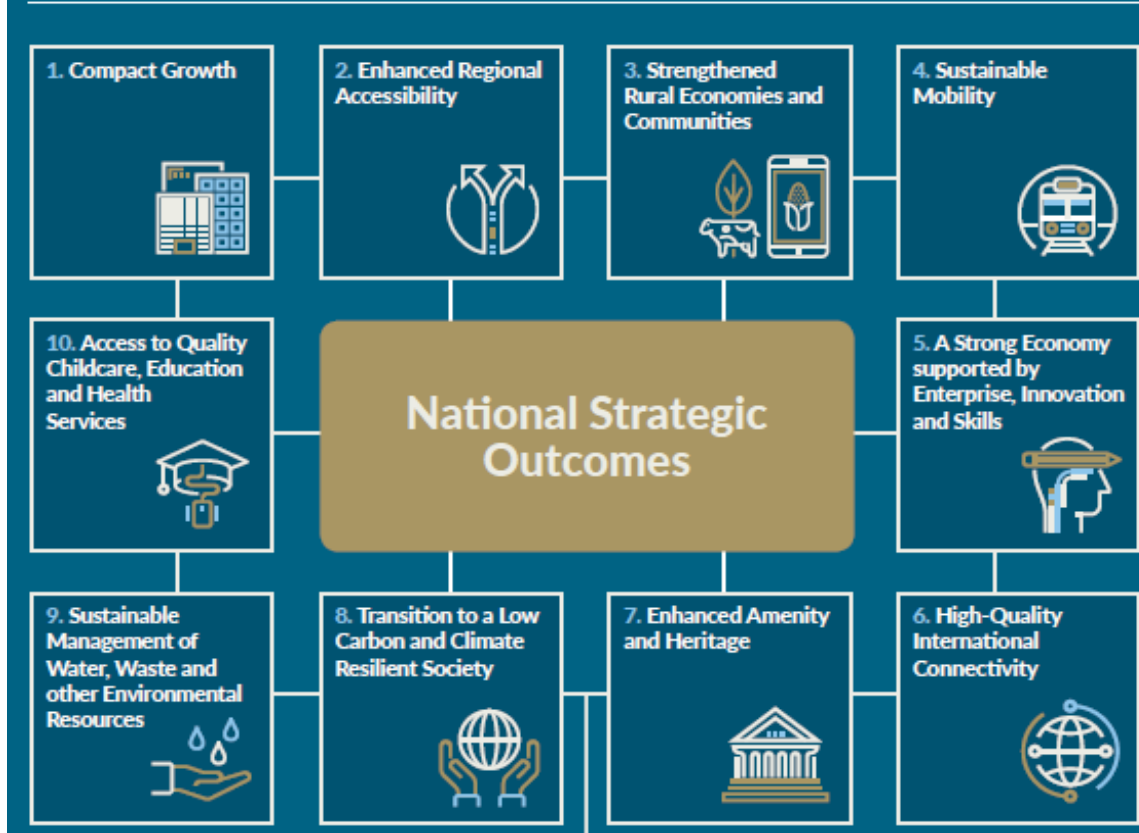 1. Compact Growth
2. Enhanced Regional
Accessibility
3. Strengthened
Rural Economies and
Communities
4. Sustainable
Mobility
10. Access to Quality
Childcare, Education
and Health
Services
National Strategic
Outcomes
5. A Strong Economy
supported by
Enterprise, Innovation
and Skills
9. Sustainable
Management of
Water, Waste and
other Environmental
Resources
8. Transition to a Low
Carbon and Climate
Resilient Society
7. Enhanced Amenity
and Heritage
6. High-Quality
International
Connectivity